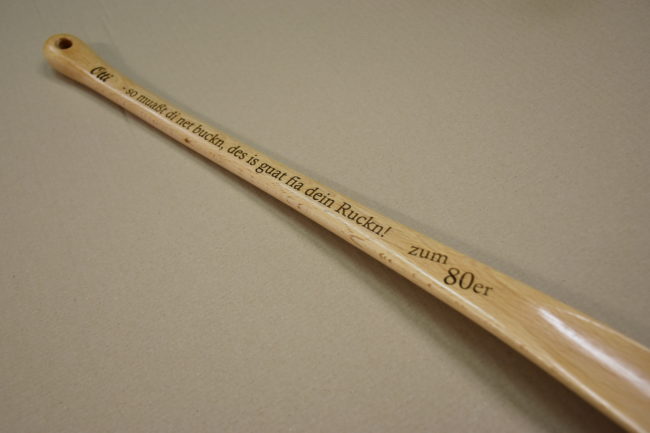 Otti - so muaßt di net buckn, des is guat fia dein Ruckn!
zum
80er